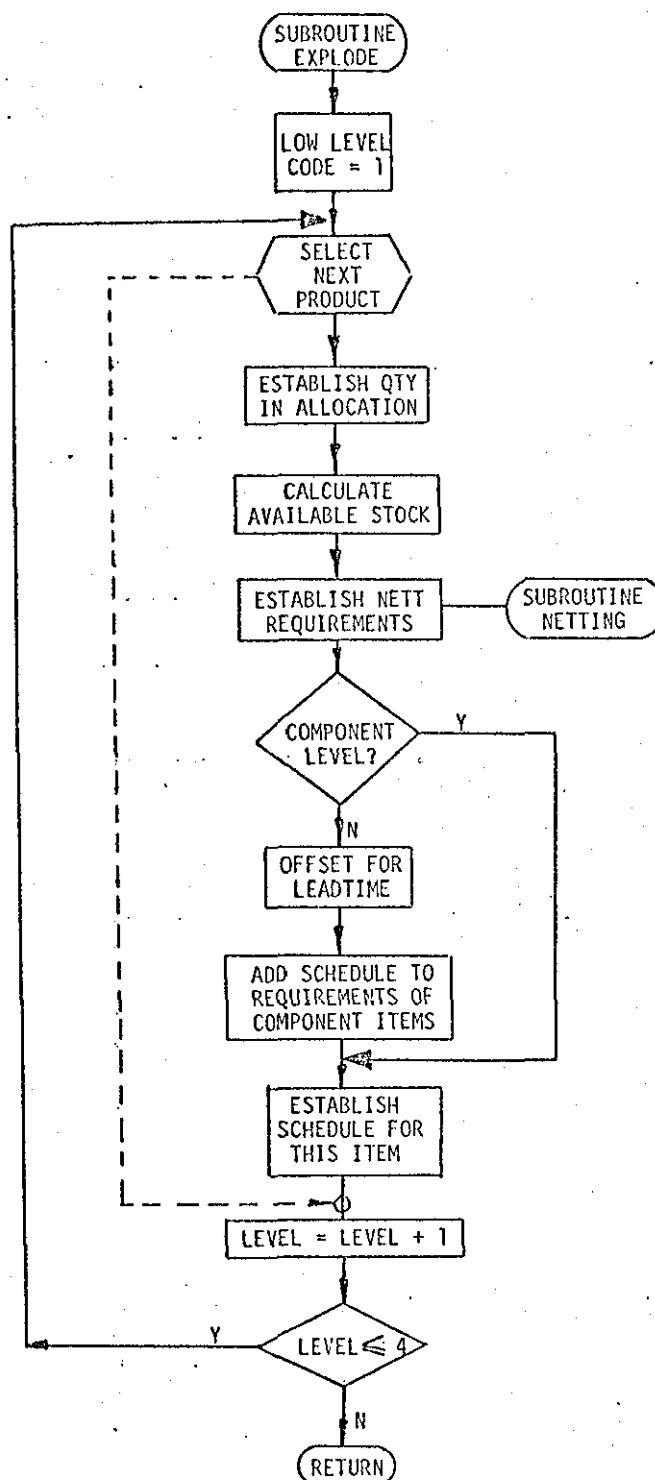 SUBROUTINE
EXPLODE
LOW LEVEL
CODE = 1
SELECT
NEXT
PRODUCT
ESTABLISH QTY
IN ALLOCATION
CALCULATE
AVAILABLE STOCK
ESTABLISH NETT
REQUIREMENTS
SUBROUTINE
NETTING
COMPONENT
LEVEL?
Y
N
OFFSET FOR
LEADTIME
ADD SCHEDULE TO
REQUIREMENTS OF
COMPONENT ITEMS
ESTABLISH
SCHEDULE FOR
THIS ITEM
LEVEL = LEVEL + 1
Y
LEVEL ⩽ 4
N
RETURN